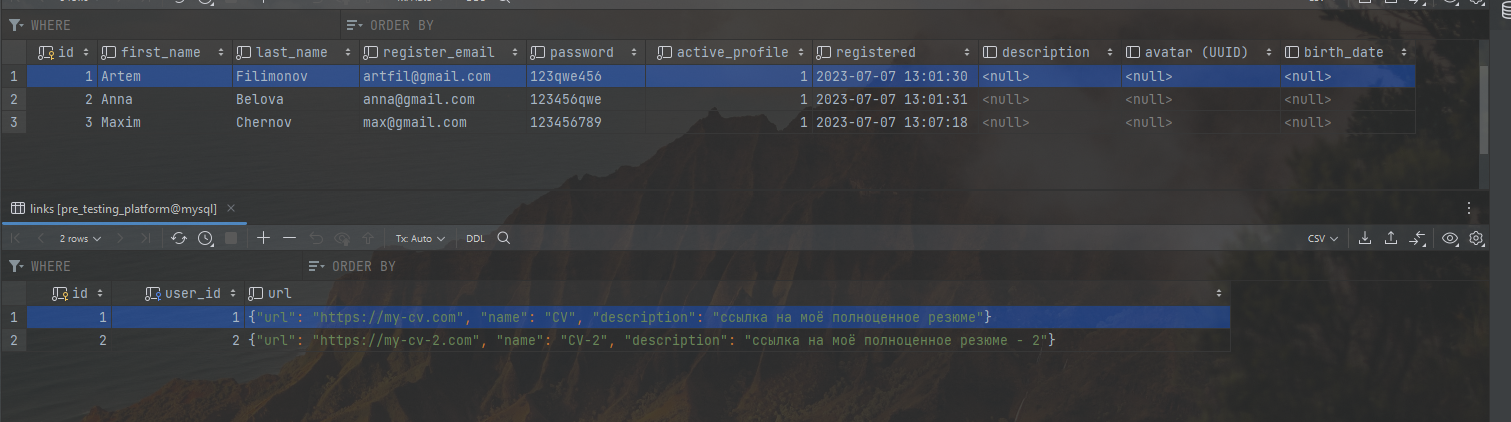 WHERE ORDER BY
id first_name last_name register_email password active_profile registered description avatar (UUID) birth_date
1 1 Artem Filimonov artfil@gmail.com 123qwe456 1 2023-07-07 13:01:30 <null> <null> <null>
2 2 Anna Belova anna@gmail.com 123456qwe 1 2023-07-07 13:01:31 <null> <null> <null>
3 3 Maxim Chernov max@gmail.com 123456789 1 2023-07-07 13:07:18 <null> <null> <null>
links [pre_testing_platform@mysql]
2 rows Tx: Auto DDL CSV
WHERE ORDER BY
id user_id url
1 1 1 {"url": "https://my-cv.com", "name": "CV", "description": "ссылка на моё полноценное резюме"}
2 2 2 {"url": "https://my-cv-2.com", "name": "CV-2", "description": "ссылка на моё полноценное резюме - 2"}